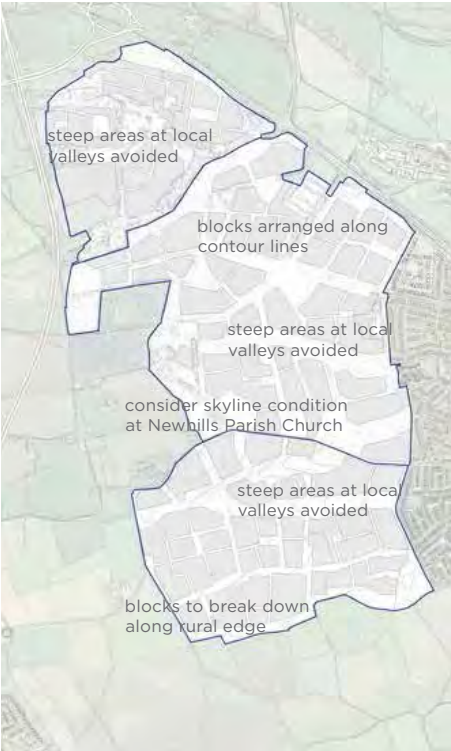 steep areas at local
valleys avoided
blocks arranged along
contour lines
steep areas at local
valleys avoided
consider skyline condition
at Newhills Parish Church
steep areas at local
valleys avoided
blocks to break down
along rural edge